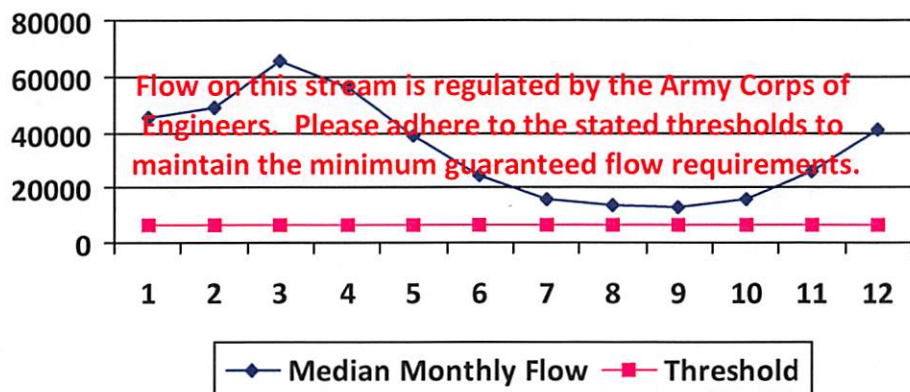 80000
60000
40000
20000
0
Flow on this stream is regulated by the Army Corps of
Engineers. Please adhere to the stated thresholds to
maintain the minimum guaranteed flow requirements.
1 2 3 4 5 6 7 8 9 10 11 12
Median Monthly Flow Threshold